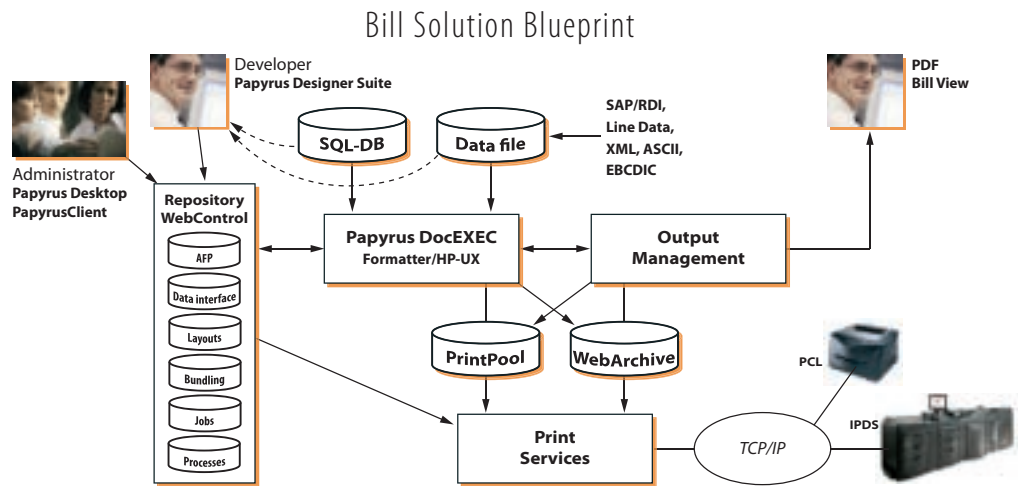 Bill Solution Blueprint
Developer
Papyrus Designer Suite
PDF
Bill View
SAP/RDI,
Line Data,
XML, ASCII,
EBCDIC
SQL-DB
Data file
Administrator
Papyrus Desktop
PapyrusClient
Repository
WebControl
AFP
Data interface
Layouts
Bundling
Jobs
Processes
Papyrus DocEXEC
Formatter/HP-UX
Output
Management
PrintPool
WebArchive
PCL
IPDS
Print
Services
TCP/IP